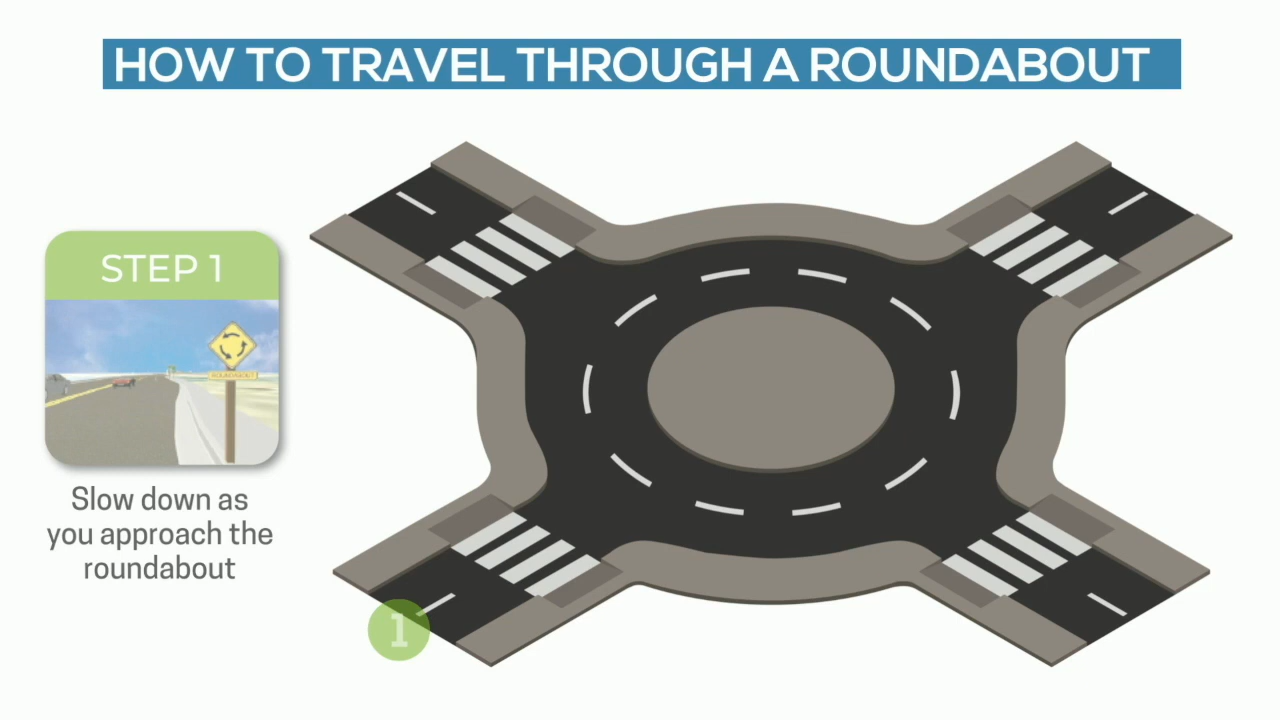 HOW TO TRAVEL THROUGH A ROUNDABOUT
STEP 1
Slow down as
you approach the
roundabout
1